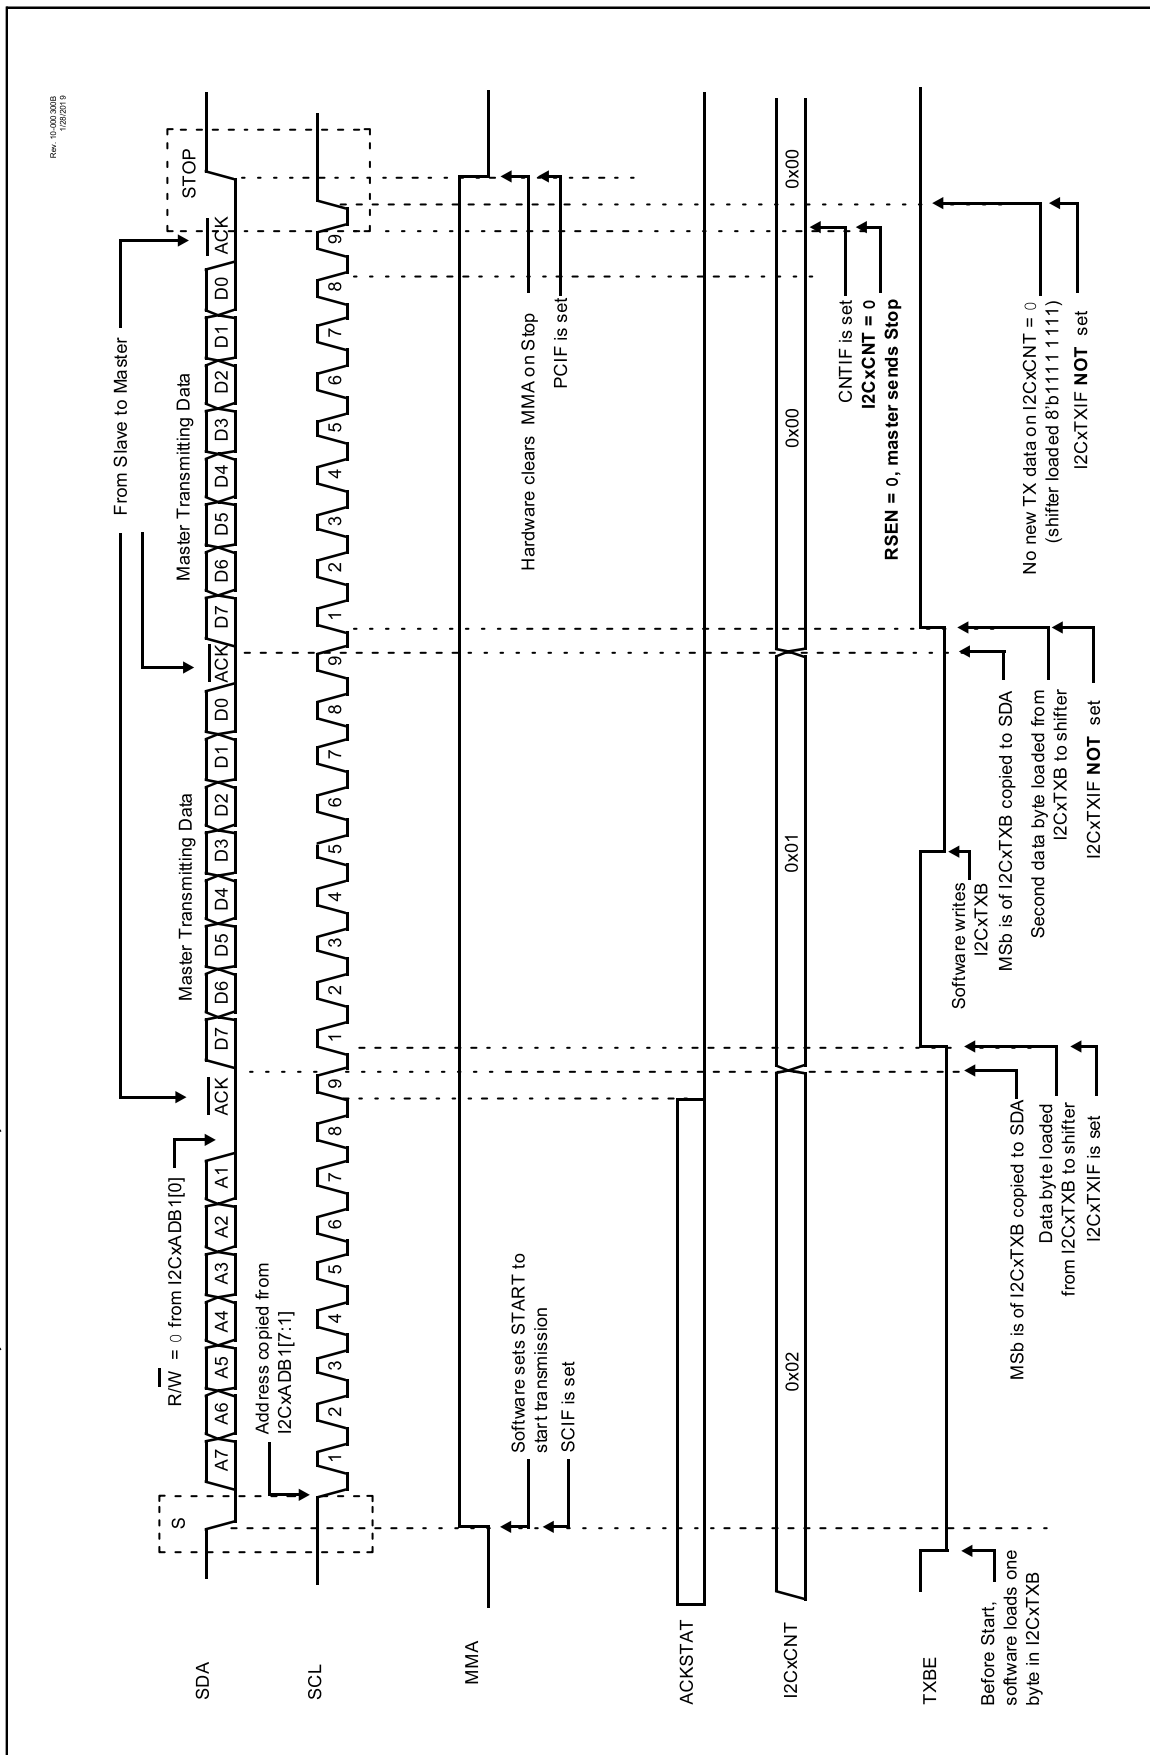 Rev. 10-000 300B
1/28/2019
From Slave to Master
R/W = 0 from I2CxADB1[0]
Master Transmitting Data
Master Transmitting Data
SDA
S
A7 A6 A5 A4 A3 A2 A1
ACK
D7 D6 D5 D4 D3 D2 D1 D0
ACK
D7 D6 D5 D4 D3 D2 D1 D0
ACK
STOP
Address copied from
I2CxADB1[7:1]
SCL
1 2 3 4 5 6 7 8 9 1 2 3 4 5 6 7 8 9 1 2 3 4 5 6 7 8 9
MMA
Software sets START to
start transmission
SCIF is set
Hardware clears MMA on Stop
PCIF is set
ACKSTAT
I2CxCNT
0x02
0x01
0x00
0x00
CNTIF is set
I2CxCNT = 0
RSEN = 0, master sends Stop
TXBE
Before Start,
software loads one
byte in I2CxTXB
MSb is of I2CxTXB copied to SDA
Data byte loaded
from I2CxTXB to shifter
I2CxTXIF is set
Software writes
I2CxTXB
MSb is of I2CxTXB copied to SDA
Second data byte loaded from
I2CxTXB to shifter
I2CxTXIF NOT set
No new TX data on I2CxCNT = 0
(shifter loaded 8'b1111 1111)
I2CxTXIF NOT set